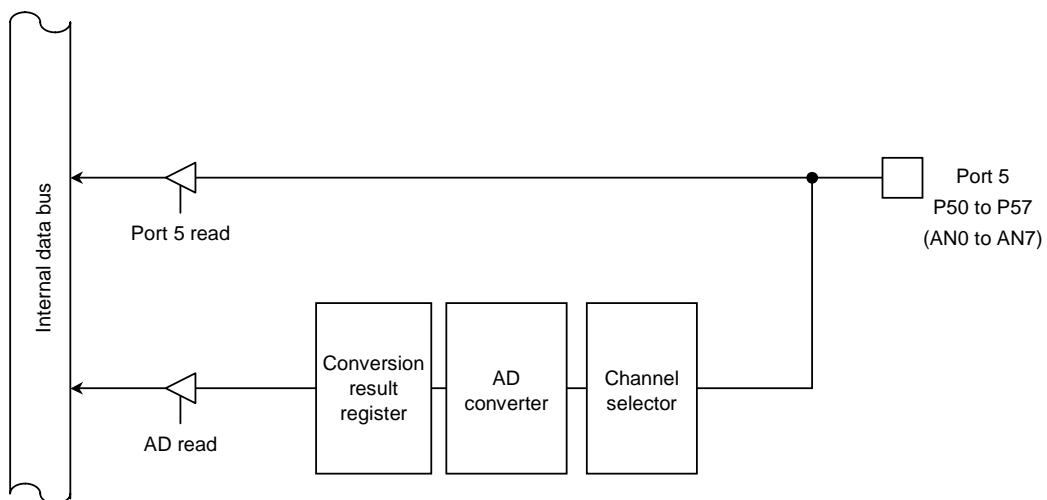 Internal data bus
Port 5 read
Port 5
P50 to P57
(AN0 to AN7)
AD read
Conversion
result
register
AD
converter
Channel
selector